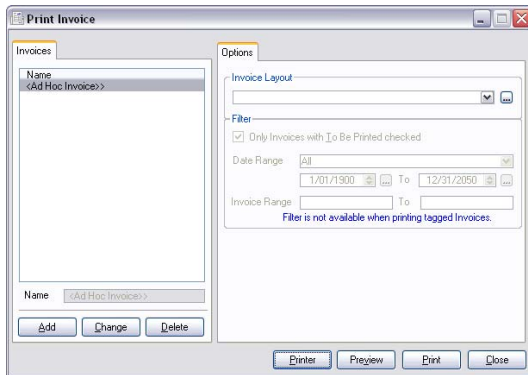 Print Invoice
Invoices
Name
<Ad Hoc Invoice>>
Name <Ad Hoc Invoice>>
Add Change Delete
Options
Invoice Layout
...
Filter
Only Invoices with To Be Printed checked
Date Range All
1/01/1900 ... To 12/31/2050 ...
Invoice Range To
Filter is not available when printing tagged Invoices.
Printer Preview Print Close